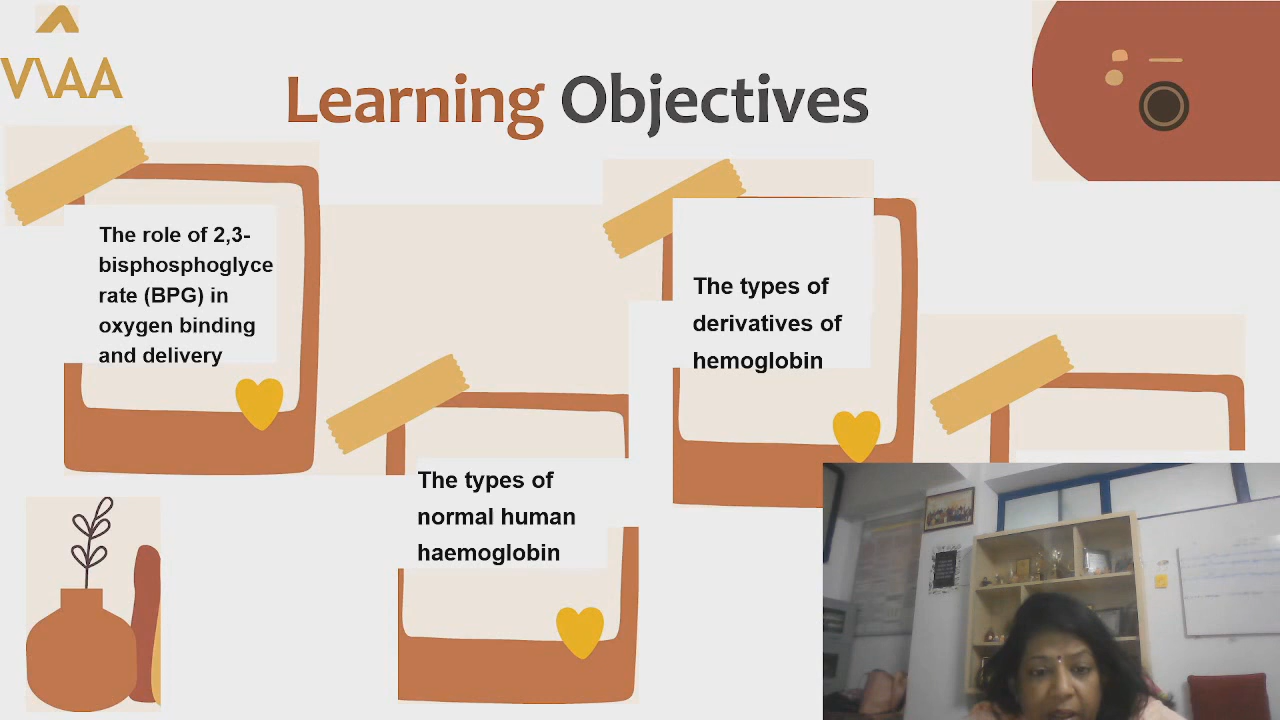 V\AA
Learning Objectives
The role of 2,3-
bisphosphoglyce
rate (BPG) in
oxygen binding
and delivery
The types of
normal human
haemoglobin
The types of
derivatives of
hemoglobin